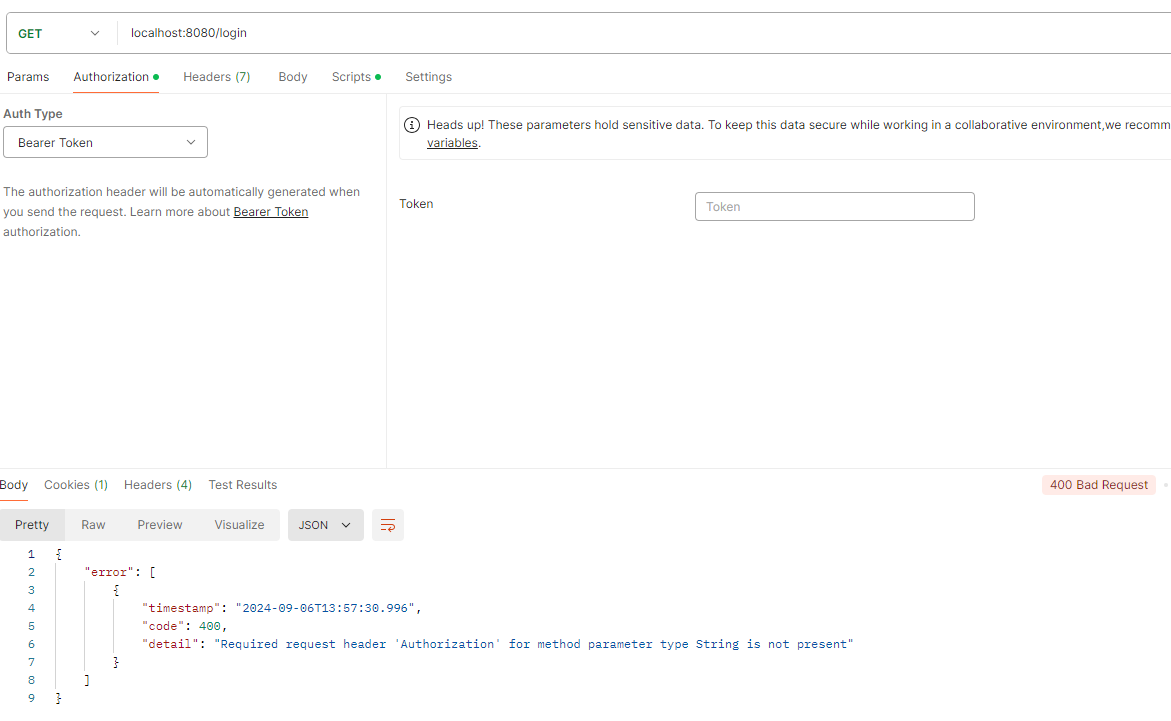 GET localhost:8080/login
Params Authorization Headers (7) Body Scripts Settings
Auth Type
Bearer Token
The authorization header will be automatically generated when
you send the request. Learn more about Bearer Token
authorization.
Heads up! These parameters hold sensitive data. To keep this data secure while working in a collaborative environment,we recomm
variables.
Token Token
Body Cookies (1) Headers (4) Test Results 400 Bad Request
Pretty Raw Preview Visualize JSON
1 {
2 "error": [
3 {
4 "timestamp": "2024-09-06T13:57:30.996",
5 "code": 400,
6 "detail": "Required request header 'Authorization' for method parameter type String is not present"
7 }
8 ]
9 }